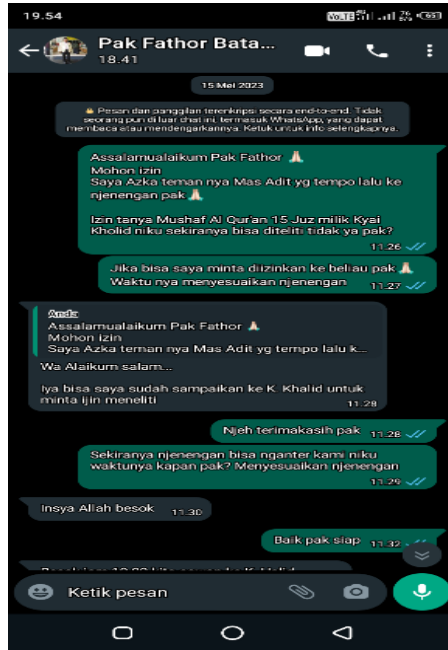 19.54
Pak Fathor Bata...
18.41
15 Mei 2023
Pesan dan panggilan terenkripsi secara end-to-end. Tidak
seorang pun di luar chat ini, termasuk WhatsApp, yang dapat
membaca atau mendengarkannya. Ketuk untuk info selengkapnya.
Assalamualaikum Pak Fathor 🙏
Mohon izin
Saya Azka teman nya Mas Adit yg tempo lalu ke
njenengan pak 🙏
Izin tanya Mushaf Al Qur'an 15 Juz milik Kyai
Kholid niku sekiranya bisa diteliti tidak ya pak?
11.26
Jika bisa saya minta diizinkan ke beliau pak 🙏
Waktu nya menyesuaikan njenengan 11.27
Anda
Assalamualaikum Pak Fathor 🙏
Mohon izin
Saya Azka teman nya Mas Adit yg tempo lalu k...
Wa Alaikum salam...
Iya bisa saya sudah sampaikan ke K. Khalid untuk
minta ijin meneliti
11.28
Njeh terimakasih pak 11.28
Sekiranya njenengan bisa nganter kami niku
waktunya kapan pak? Menyesuaikan njenengan
11.29
Insya Allah besok 11.30
Baik pak siap 11.32
Ketik pesan